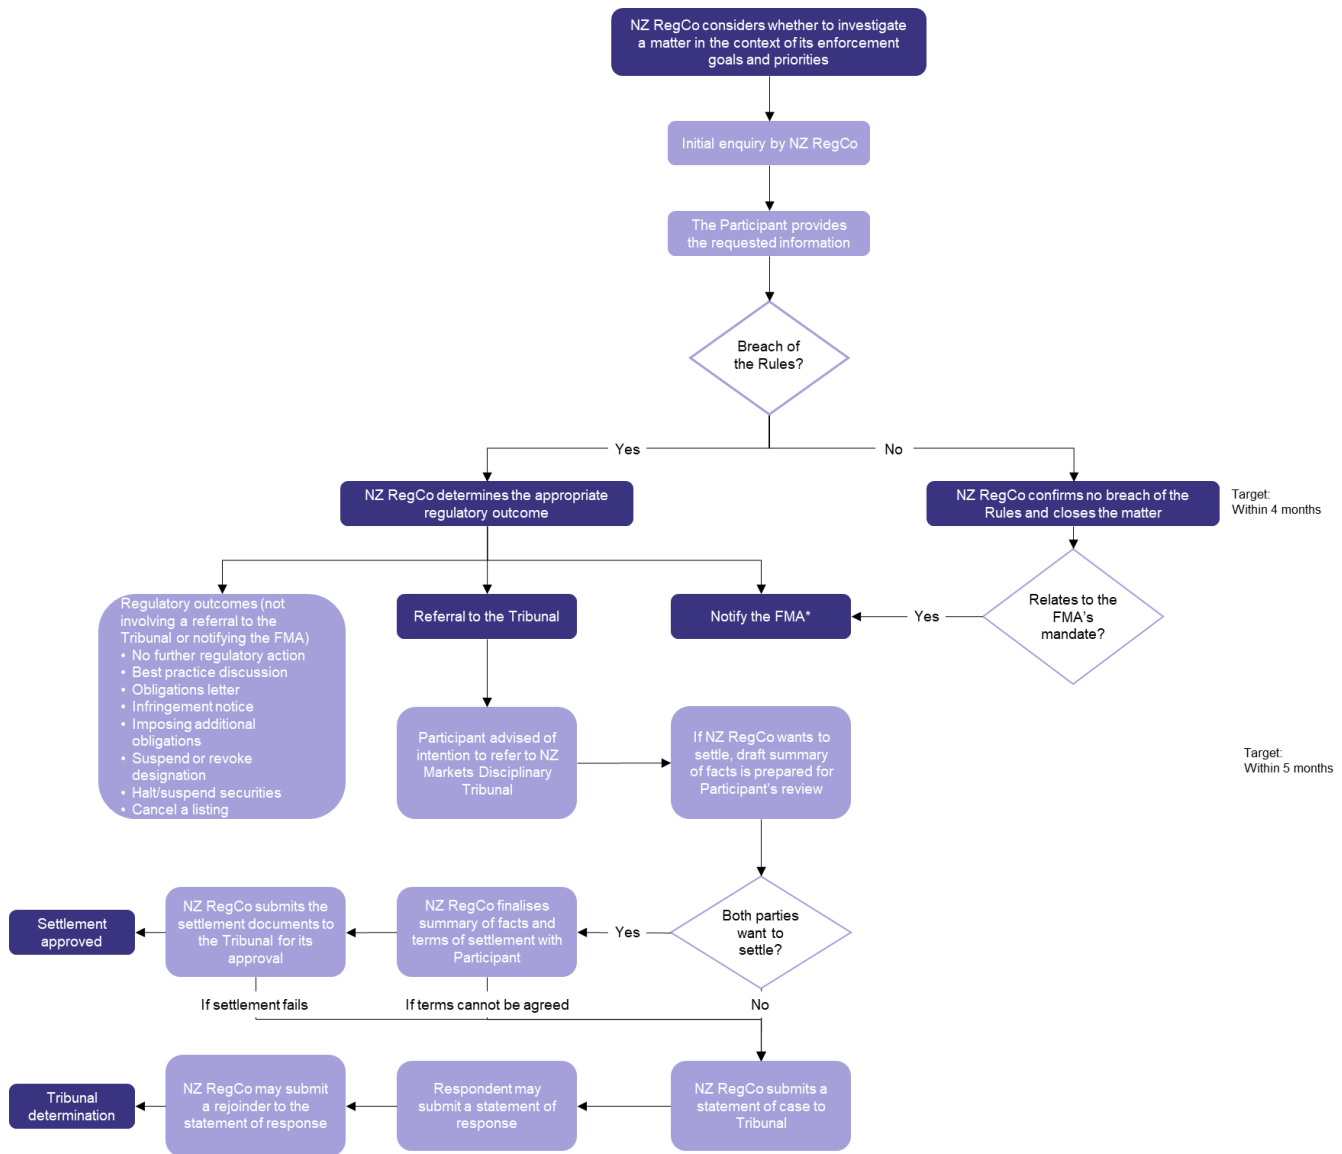 NZ RegCo considers whether to investigate
a matter in the context of its enforcement
goals and priorities
Initial enquiry by NZ RegCo
The Participant provides
the requested information
Breach of
the Rules?
Yes
No
NZ RegCo determines the appropriate
regulatory outcome
NZ RegCo confirms no breach of the
Rules and closes the matter
Target:
Within 4 months
Regulatory outcomes (not
involving a referral to the
Tribunal or notifying the FMA)
• No further regulatory action
• Best practice discussion
• Obligations letter
• Infringement notice
• Imposing additional
obligations
• Suspend or revoke
designation
• Halt/suspend securities
• Cancel a listing
Referral to the Tribunal
Notify the FMA*
Yes
Relates to the
FMA's
mandate?
Participant advised of
intention to refer to NZ
Markets Disciplinary
Tribunal
If NZ RegCo wants to
settle, draft summary
of facts is prepared for
Participant's review
Target:
Within 5 months
Settlement
approved
NZ RegCo submits the
settlement documents to
the Tribunal for its
approval
NZ RegCo finalises
summary of facts and
terms of settlement with
Participant
Yes
Both parties
want to
settle?
If settlement fails
If terms cannot be agreed
No
Tribunal
determination
NZ RegCo may submit
a rejoinder to the
statement of response
Respondent may
submit a statement of
response
NZ RegCo submits a
statement of case to
Tribunal